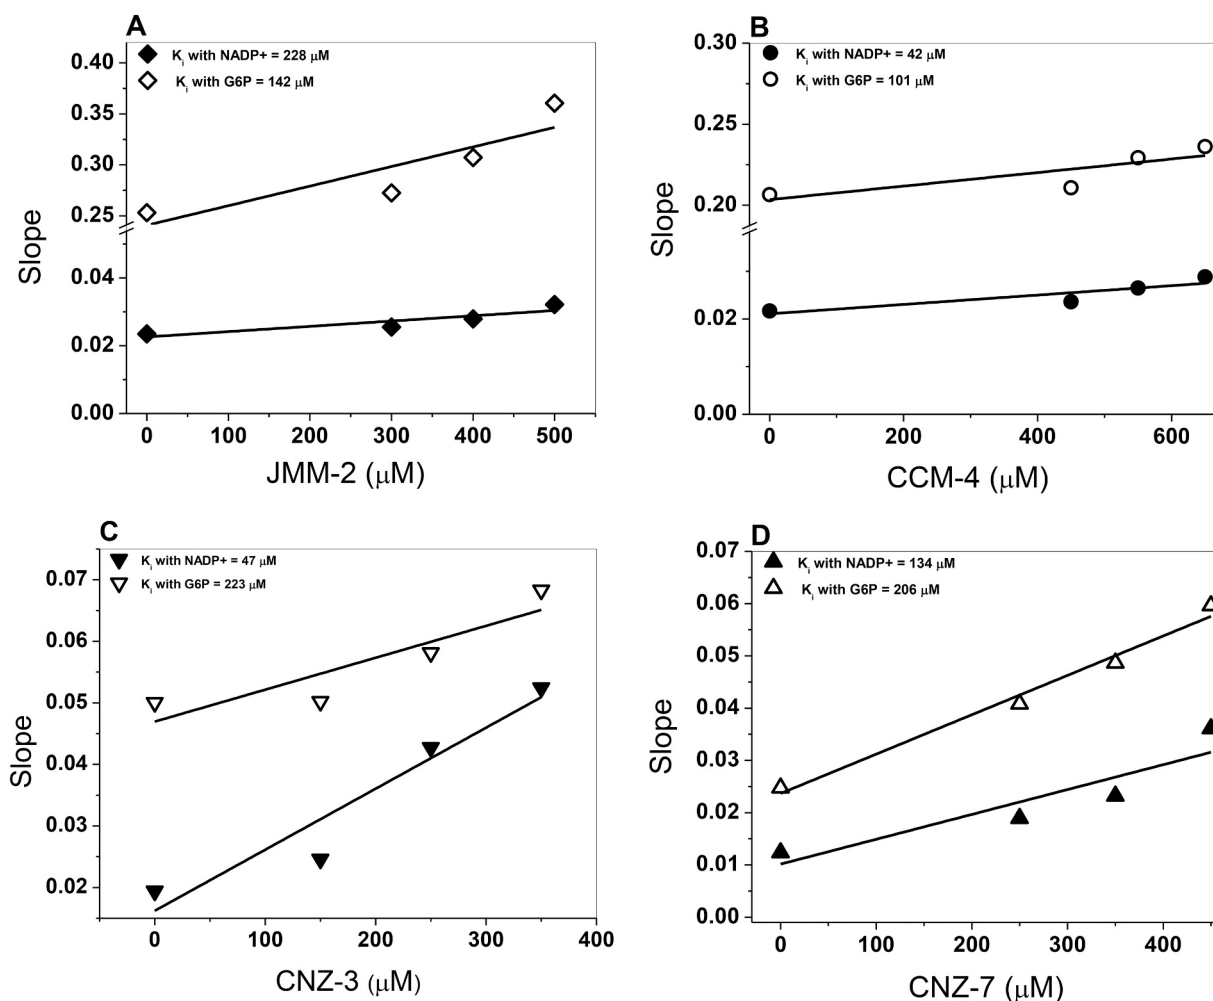 A
Ki with NADP+ = 228 μM
Ki with G6P = 142 μM
0.40
0.35
0.30
0.25
0.04
0.02
0.00
Slope
0 100 200 300 400 500
JMM-2 (μM)
B
Ki with NADP+ = 42 μM
Ki with G6P = 101 μM
0.30
0.25
0.20
0.02
0.00
Slope
0 200 400 600
CCM-4 (μM)
C
Ki with NADP+ = 47 μM
Ki with G6P = 223 μM
0.07
0.06
0.05
0.04
0.03
0.02
Slope
0 100 200 300 400
CNZ-3 (μM)
D
Ki with NADP+ = 134 μM
Ki with G6P = 206 μM
0.07
0.06
0.05
0.04
0.03
0.02
0.01
0.00
Slope
0 100 200 300 400
CNZ-7 (μM)